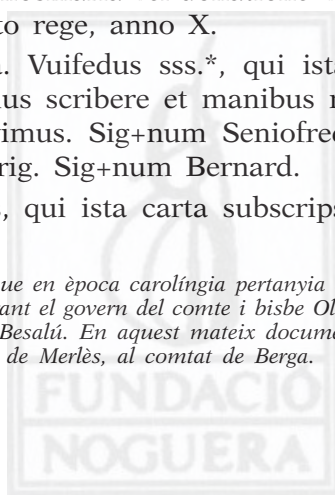 to rege, anno X.
a. Vuifedus sss.*, qui ista
us scribere et manibus
imus. Sig+num Seniofre
rig. Sig+num Bernard.
, qui ista carta subscrips
ue en època carolíngia pertanyia
ant el govern del comte i bisbe Ol
Besalú. En aquest mateix docum
de Merlès, al comtat de Berga.
FUNDACIÓ
NOGUERA